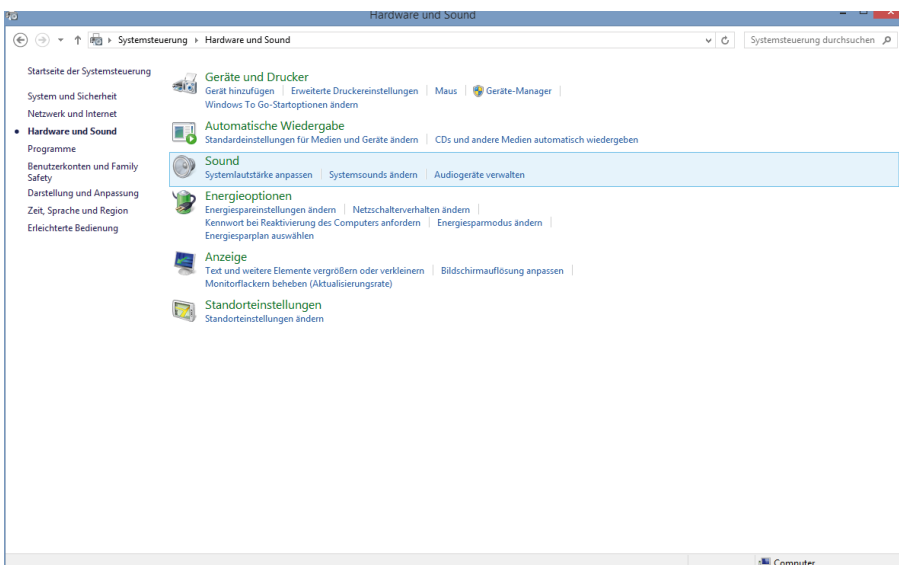 Hardware und Sound
Systemsteuerung Hardware und Sound
Systemsteuerung durchsuchen
Startseite der Systemsteuerung
System und Sicherheit
Netzwerk und Internet
Hardware und Sound
Programme
Benutzerkonten und Family
Safety
Darstellung und Anpassung
Zeit, Sprache und Region
Erleichterte Bedienung
Geräte und Drucker
Gerät hinzufügen Erweiterte Druckereinstellungen Maus Geräte-Manager
Windows To Go-Startoptionen ändern
Automatische Wiedergabe
Standardeinstellungen für Medien und Geräte ändern CDs und andere Medien automatisch wiedergeben
Sound
Systemlautstärke anpassen Systemsounds ändern Audiogeräte verwalten
Energieoptionen
Energiespareinstellungen ändern Netzschalterverhalten ändern
Kennwort bei Reaktivierung des Computers anfordern Energiesparmodus ändern
Energiesparplan auswählen
Anzeige
Text und weitere Elemente vergrößern oder verkleinern Bildschirmauflösung anpassen
Monitorflackern beheben (Aktualisierungsrate)
Standorteinstellungen
Standorteinstellungen ändern
Computer